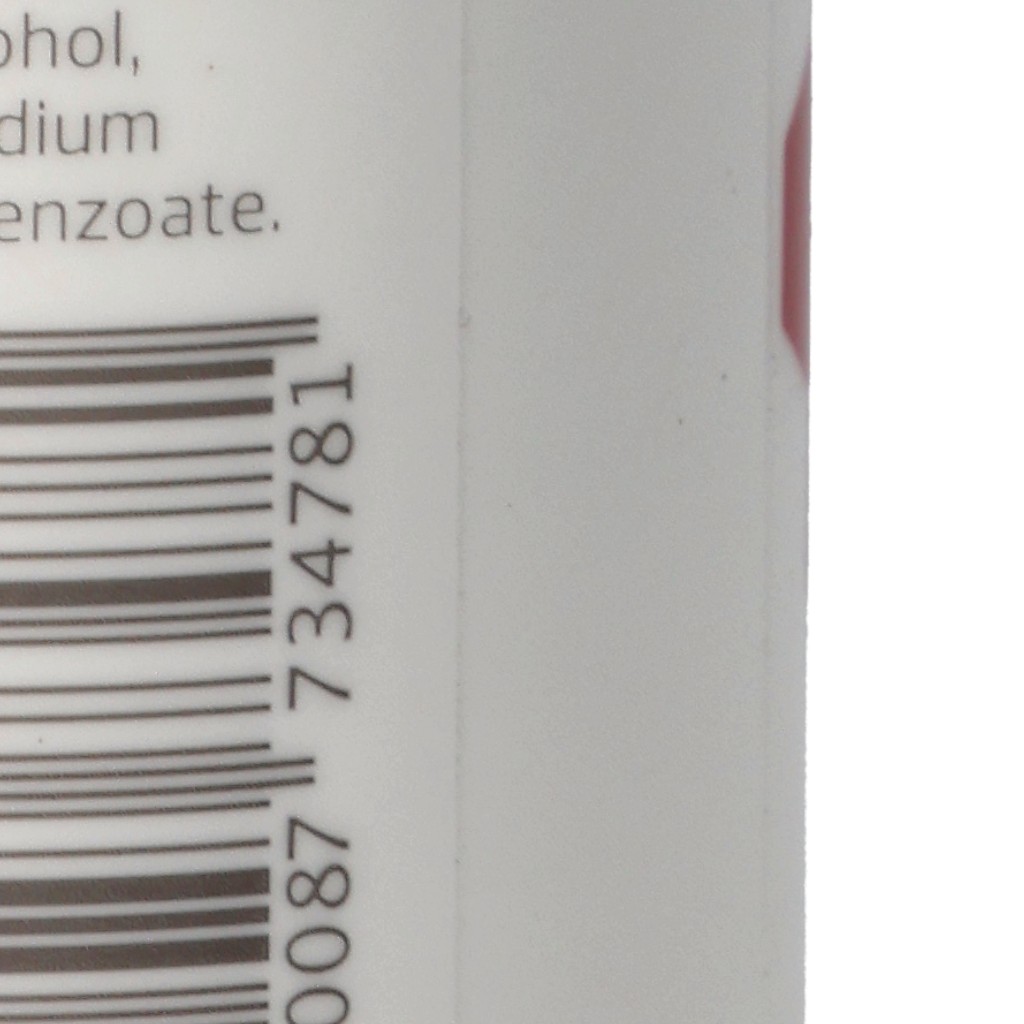 ohol,
dium
enzoate.
0087 734781